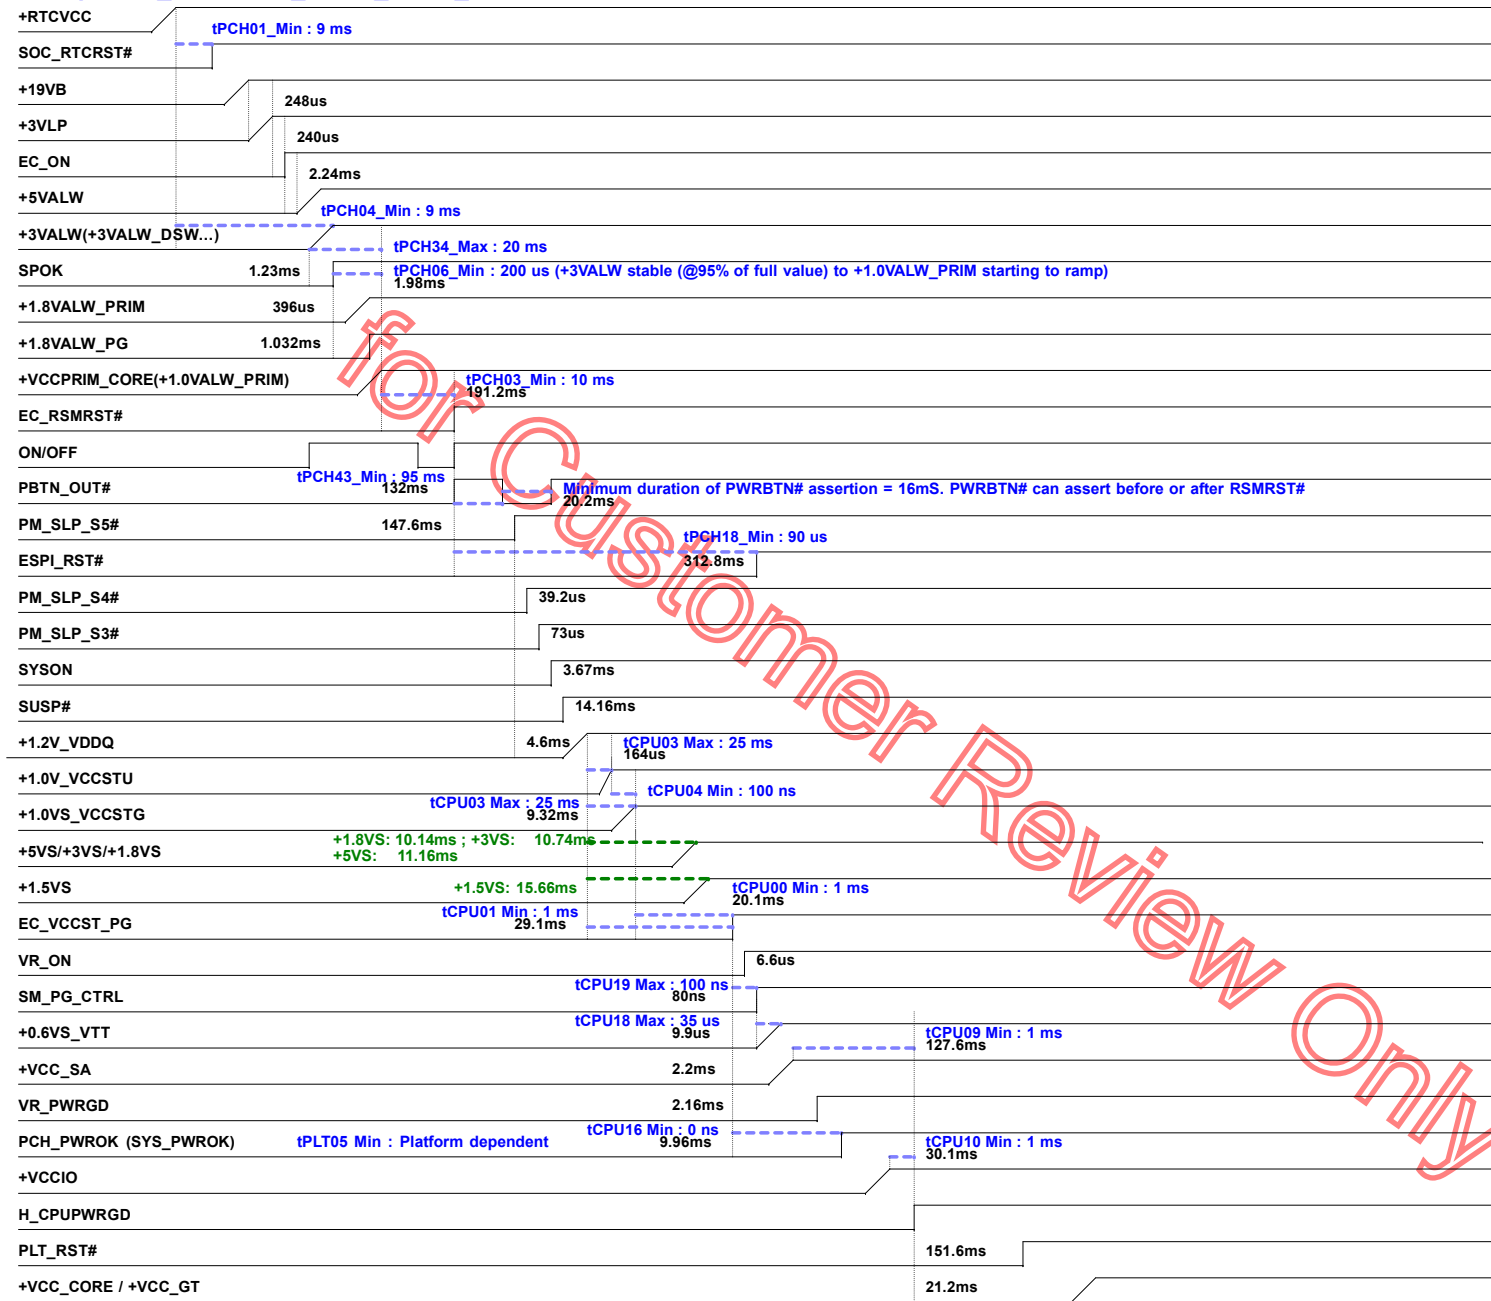 +RTCVCC
tPCH01_Min : 9 ms
SOC_RTCRST#
+19VB
248us
+3VLP
240us
EC_ON
2.24ms
+5VALW
tPCH04_Min : 9 ms
+3VALW(+3VALW_DSW...)
tPCH34_Max : 20 ms
SPOK
1.23ms
tPCH06_Min : 200 us (+3VALW stable (@95% of full value) to +1.0VALW_PRIM starting to ramp)
1.98ms
+1.8VALW_PRIM
396us
+1.8VALW_PG
1.032ms
+VCCPRIM_CORE(+1.0VALW_PRIM)
tPCH03_Min : 10 ms
191.2ms
EC_RSMRST#
ON/OFF
tPCH43_Min : 95 ms
PBTN_OUT#
132ms
Minimum duration of PWRBTN# assertion = 16mS. PWRBTN# can assert before or after RSMRST#
20.2ms
PM_SLP_S5#
147.6ms
tPCH18_Min : 90 us
ESPI_RST#
312.8ms
PM_SLP_S4#
39.2us
PM_SLP_S3#
73us
SYSON
3.67ms
SUSP#
14.16ms
+1.2V_VDDQ
4.6ms
tCPU03 Max : 25 ms
164us
+1.0V_VCCSTU
tCPU04 Min : 100 ns
tCPU03 Max : 25 ms
9.32ms
+1.0VS_VCCSTG
+1.8VS: 10.14ms ; +3VS: 10.74ms
+5VS/+3VS/+1.8VS
+5VS: 11.16ms
+1.5VS
+1.5VS: 15.66ms
tCPU00 Min : 1 ms
20.1ms
tCPU01 Min : 1 ms
29.1ms
EC_VCCST_PG
VR_ON
6.6us
tCPU19 Max : 100 ns
80ns
SM_PG_CTRL
tCPU18 Max : 35 us
9.9us
+0.6VS_VTT
tCPU09 Min : 1 ms
127.6ms
+VCC_SA
2.2ms
VR_PWRGD
2.16ms
tCPU16 Min : 0 ns
9.96ms
PCH_PWROK (SYS_PWROK)
tPLT05 Min : Platform dependent
tCPU10 Min : 1 ms
30.1ms
+VCCIO
H_CPUPWRGD
PLT_RST#
151.6ms
+VCC_CORE / +VCC_GT
21.2ms
for Customer Review Only